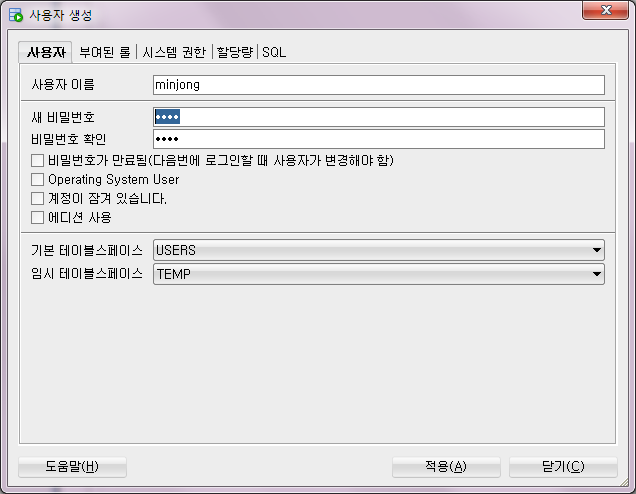 사용자 생성
사용자 부여된 롤 시스템 권한 할당량 SQL
사용자 이름 minjong
새 비밀번호 ••••
비밀번호 확인 ••••
비밀번호가 만료됨(다음번에 로그인할 때 사용자가 변경해야 함)
Operating System User
계정이 잠겨 있습니다.
에디션 사용
기본 테이블스페이스 USERS
임시 테이블스페이스 TEMP
도움말(H) 적용(A) 닫기(C)